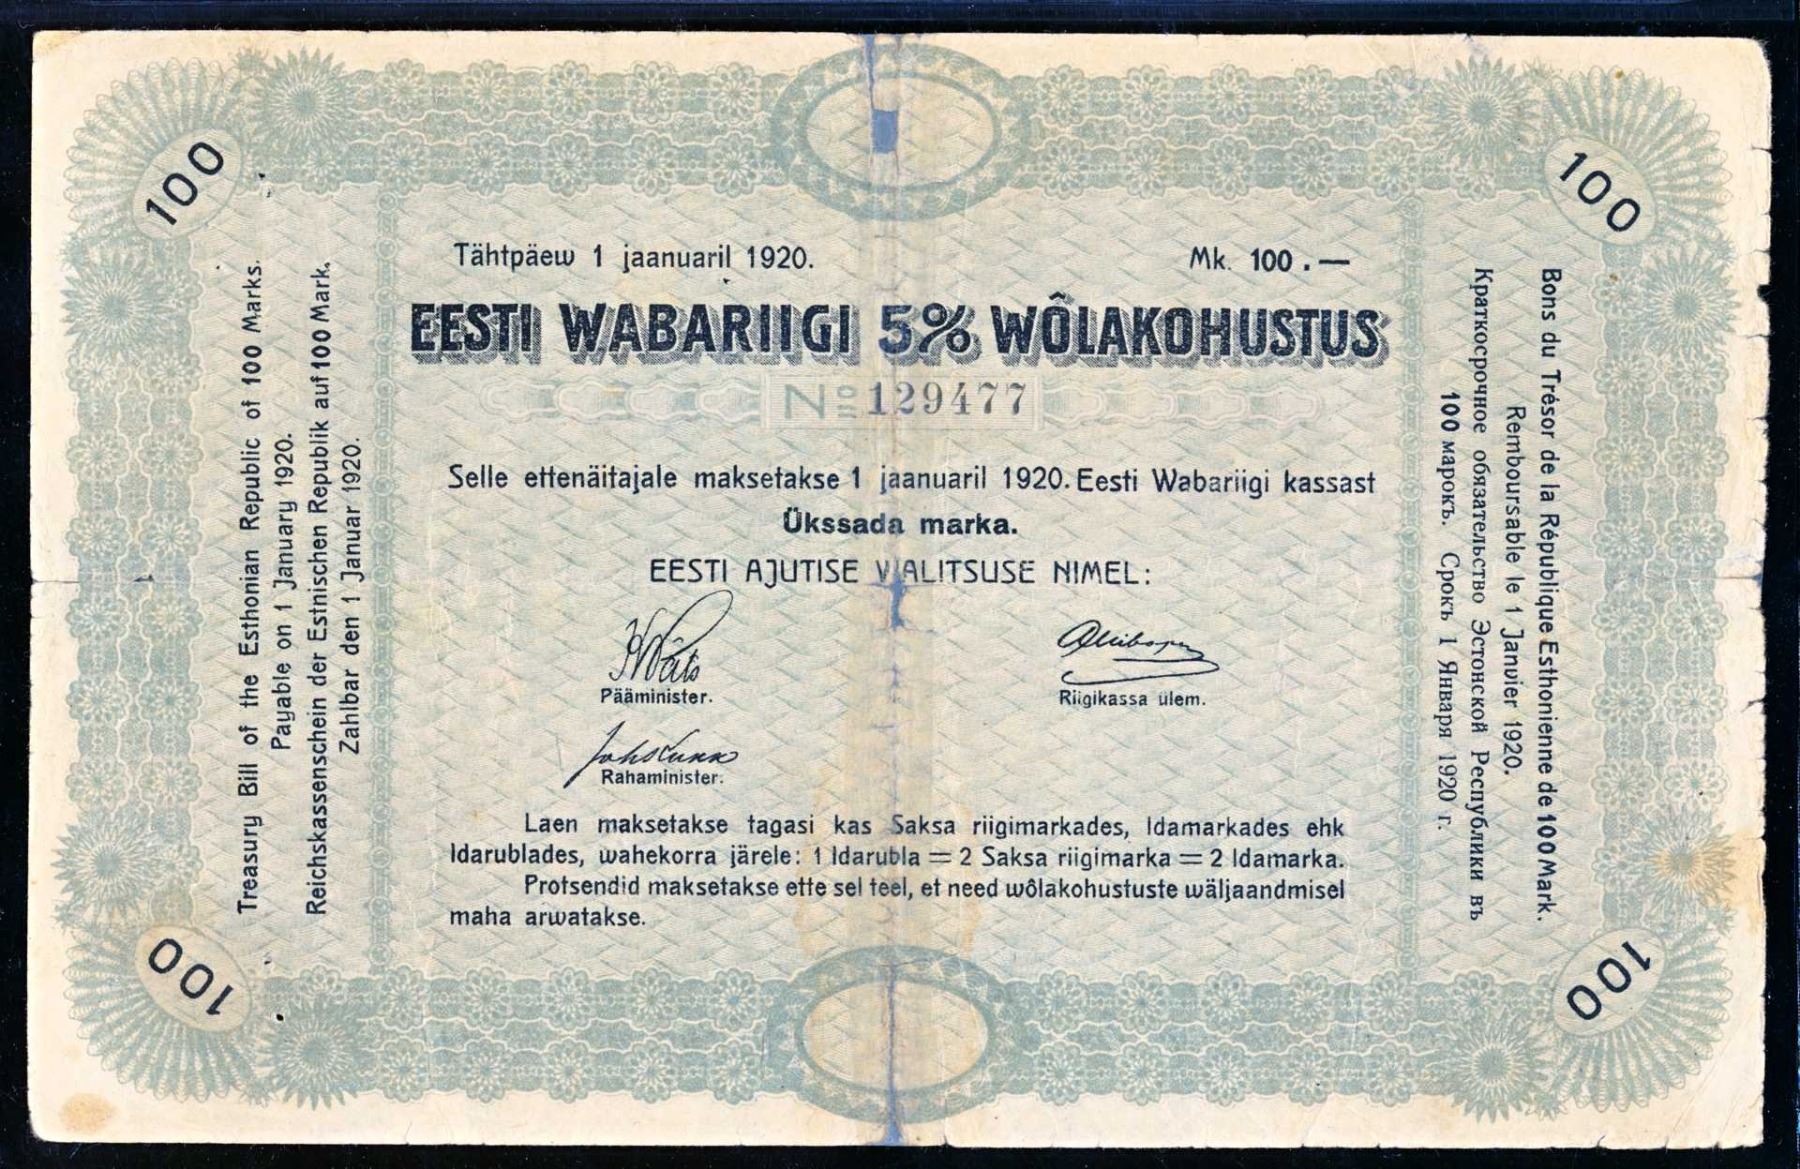 100
100
Tähtpäew 1 jaanuaril 1920.
Mk. 100.—
EESTI WABARIIGI 5% WÔLAKOHUSTUS
No 129477
Selle ettenäitajale maksetakse 1 jaanuaril 1920. Eesti Wabariigi kassast
Ükssada marka.
EESTI AJUTISE WALITSUSE NIMEL:
K Päts
Pääminister.
Riigikassa ülem.
Rahaminister.
Laen maksetakse tagasi kas Saksa riigimarkades, Idamarkades ehk
Idarublades, wahekorra järele: 1 Idarubla = 2 Saksa riigimarka = 2 Idamarka.
Protsendid maksetakse ette sel teel, et need wôlakohustuste wäljaandmisel
maha arwatakse.
Treasury Bill of the Esthonian Republic of 100 Marks.
Payable on 1 January 1920.
Reichskassenschein der Estnischen Republik auf 100 Mark.
Zahlbar den 1 Januar 1920.
Bons du Trésor de la République Esthonienne de 100 Mark.
Remboursable le 1 Janvier 1920.
Краткосрочное обязательство Эстонской Республики въ
100 марокъ. Срокъ 1 Января 1920 г.
100
100